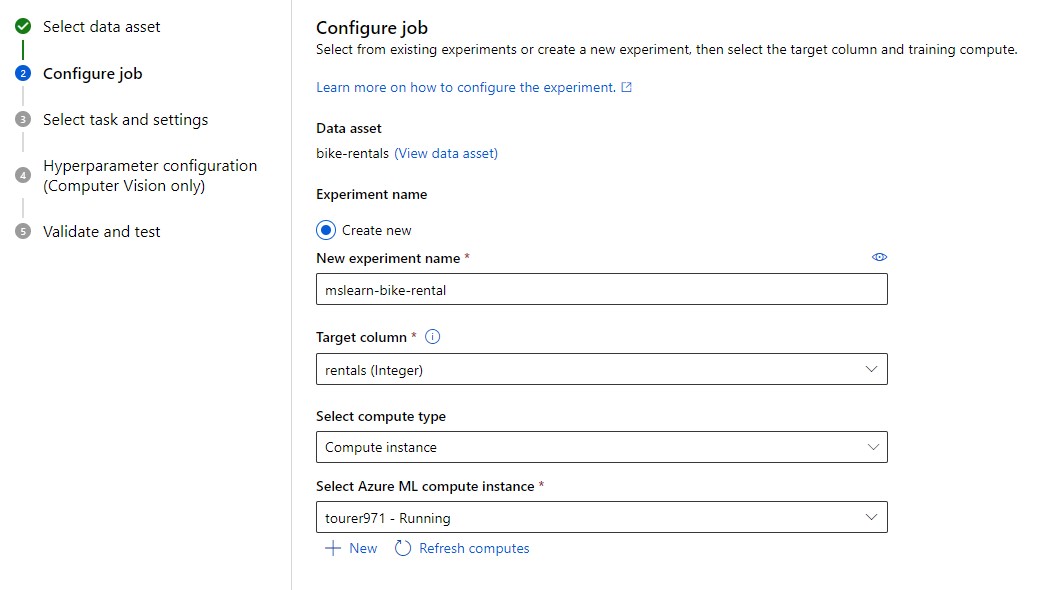 Select data asset
2 Configure job
3 Select task and settings
4 Hyperparameter configuration
(Computer Vision only)
5 Validate and test
Configure job
Select from existing experiments or create a new experiment, then select the target column and training compute.
Learn more on how to configure the experiment.
Data asset
bike-rentals (View data asset)
Experiment name
Create new
New experiment name *
mslearn-bike-rental
Target column *
rentals (Integer)
Select compute type
Compute instance
Select Azure ML compute instance *
tourer971 - Running
New Refresh computes